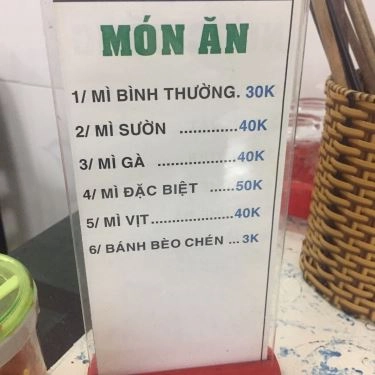 MÓN ĂN
1/ MÌ BÌNH THƯỜNG. 30K
2/ MÌ SƯỜN .............40K
3/ MÌ GÀ .................40K
4/ MÌ ĐẶC BIỆT ......50K
5/ MÌ VỊT..................40K
6/ BÁNH BÈO CHÉN ...3K